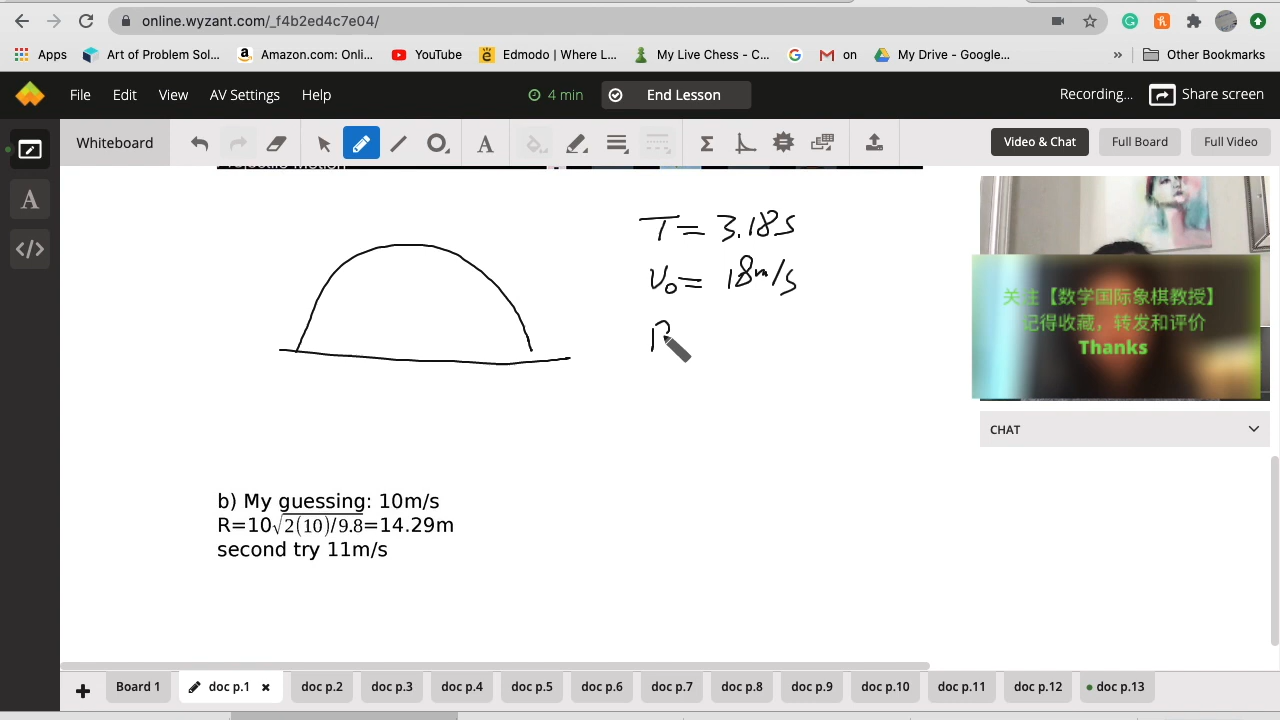 online.wyzant.com/_f4b2ed4c7e04/
Apps
Art of Problem Sol...
Amazon.com: Onli...
YouTube
Edmodo | Where L...
My Live Chess - C...
on
My Drive - Google...
»
Other Bookmarks
File
Edit
View
AV Settings
Help
4 min
End Lesson
Recording...
Share screen
Whiteboard
Video & Chat
Full Board
Full Video
T = 3.18s
V₀ = 18m/s
R
关注【数学国际象棋教授】
记得收藏，转发和评价
Thanks
CHAT
b) My guessing: 10m/s
R=10√2(10)/9.8=14.29m
second try 11m/s
Board 1
doc p.1
doc p.2
doc p.3
doc p.4
doc p.5
doc p.6
doc p.7
doc p.8
doc p.9
doc p.10
doc p.11
doc p.12
doc p.13